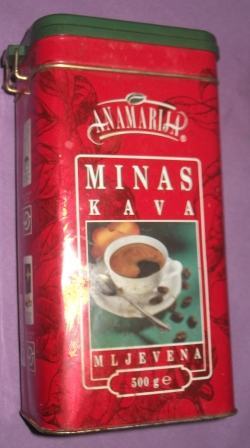 ANAMARIJA®
MINAS
KAVA
MLJEVENA
500 g ℮